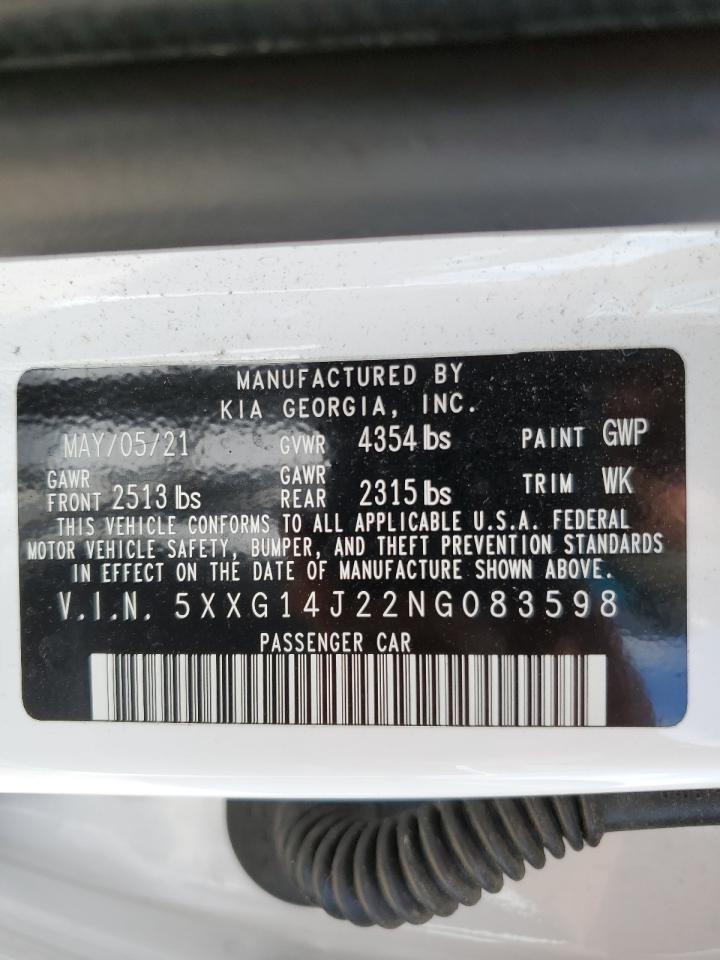 MANUFACTURED BY
KIA GEORGIA, INC.
MAY/05/21 GVWR 4354 lbs PAINT GWP
GAWR FRONT 2513 lbs GAWR REAR 2315 lbs TRIM WK
THIS VEHICLE CONFORMS TO ALL APPLICABLE U.S.A. FEDERAL
MOTOR VEHICLE SAFETY, BUMPER, AND THEFT PREVENTION STANDARDS
IN EFFECT ON THE DATE OF MANUFACTURE SHOWN ABOVE.
V.I.N. 5XXG14J22NG083598
PASSENGER CAR